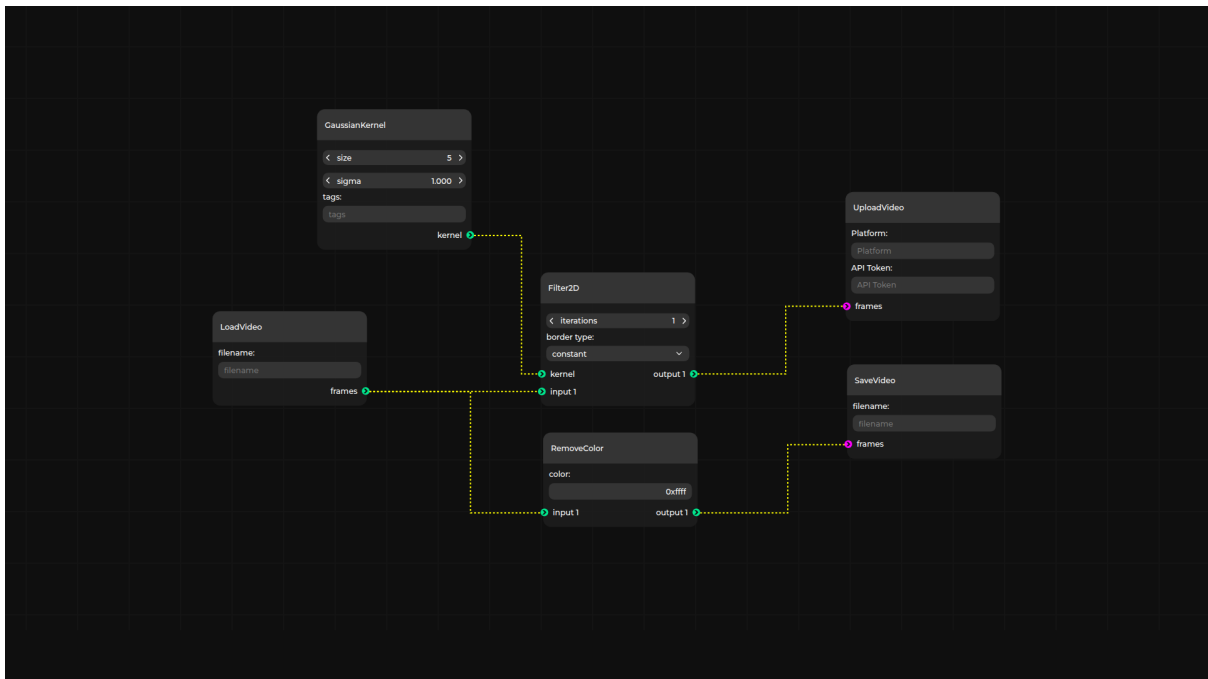 GaussianKernel
size 5
sigma 1.000
tags:
tags
kernel
LoadVideo
filename:
filename
frames
Filter2D
iterations 1
border type:
constant
kernel output 1
input 1
RemoveColor
color:
0xffff
input 1 output 1
UploadVideo
Platform:
Platform
API Token:
API Token
frames
SaveVideo
filename:
filename
frames